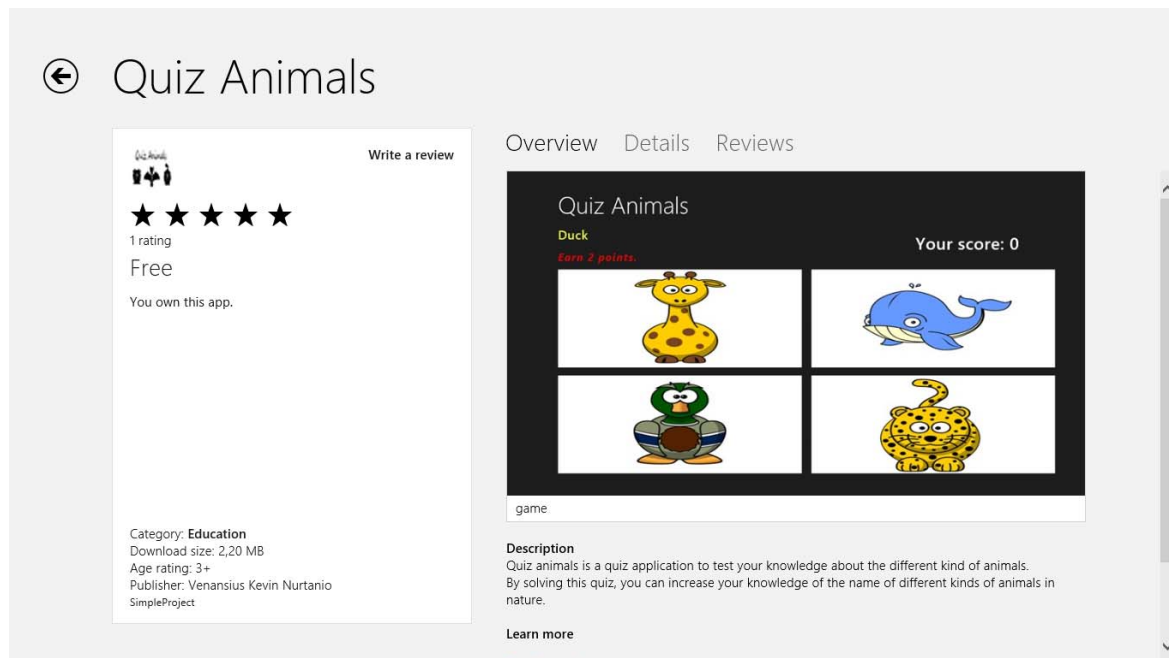 Quiz Animals
Quiz Animals
Write a review
1 rating
Free
You own this app.
Category: Education
Download size: 2,20 MB
Age rating: 3+
Publisher: Venansius Kevin Nurtanio
SimpleProject
Overview Details Reviews
Quiz Animals
Duck
Your score: 0
Earn 2 points.
game
Description
Quiz animals is a quiz application to test your knowledge about the different kind of animals.
By solving this quiz, you can increase your knowledge of the name of different kinds of animals in
nature.
Learn more